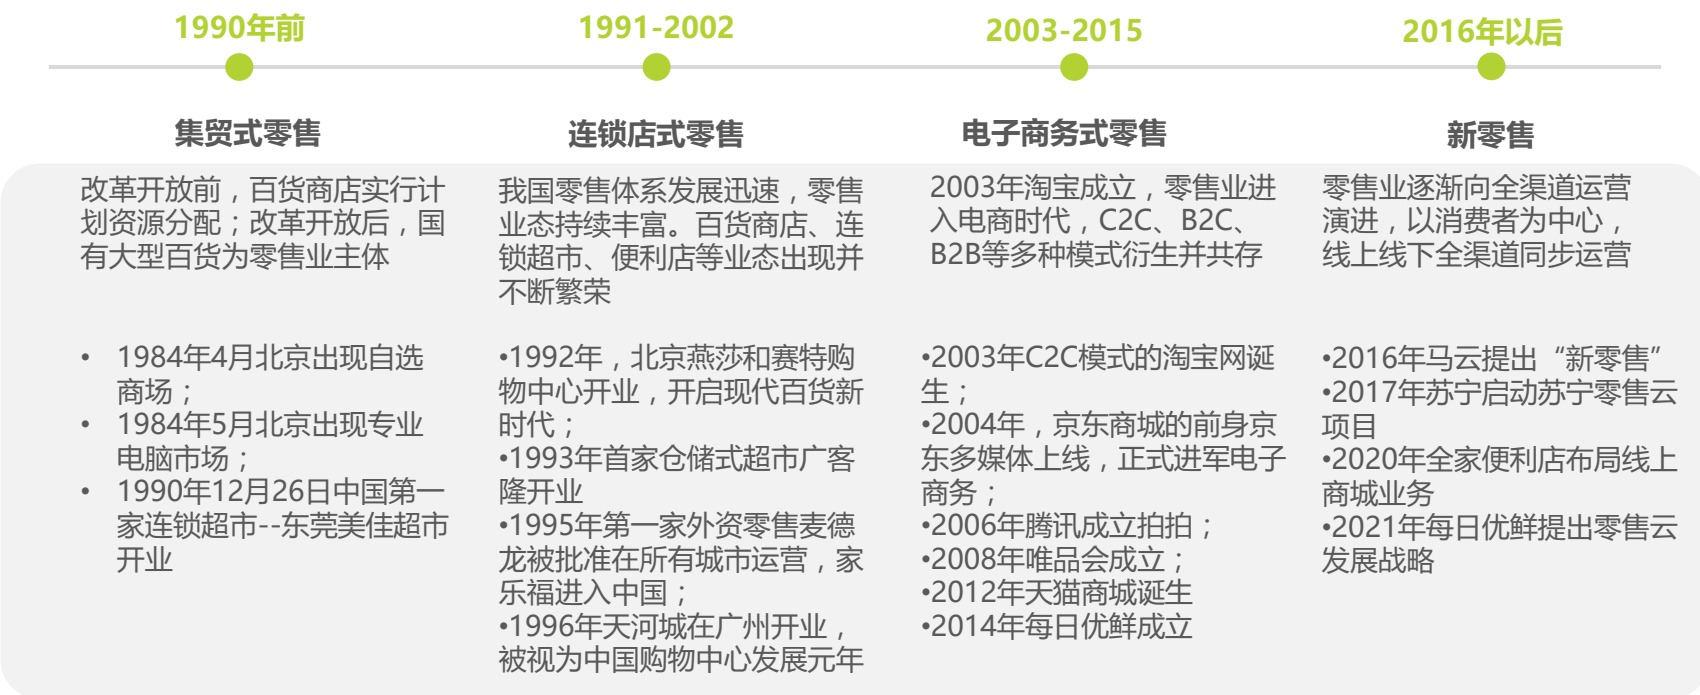 1990年前
1991-2002
2003-2015
2016年以后
集贸式零售
连锁店式零售
电子商务式零售
新零售
改革开放前，百货商店实行计
划资源分配；改革开放后，国
有大型百货为零售业主体
• 1984年4月北京出现自选
商场；
• 1984年5月北京出现专业
电脑市场；
• 1990年12月26日中国第一
家连锁超市--东莞美佳超市
开业
我国零售体系发展迅速，零售
业态持续丰富。百货商店、连
锁超市、便利店等业态出现并
不断繁荣
•1992年，北京燕莎和赛特购
物中心开业，开启现代百货新
时代；
•1993年首家仓储式超市广客
隆开业
•1995年第一家外资零售麦德
龙被批准在所有城市运营，家
乐福进入中国；
•1996年天河城在广州开业，
被视为中国购物中心发展元年
2003年淘宝成立，零售业进
入电商时代，C2C、B2C、
B2B等多种模式衍生并共存
•2003年C2C模式的淘宝网诞
生；
•2004年，京东商城的前身京
东多媒体上线，正式进军电子
商务；
•2006年腾讯成立拍拍；
•2008年唯品会成立；
•2012年天猫商城诞生
•2014年每日优鲜成立
零售业逐渐向全渠道运营
演进，以消费者为中心，
线上线下全渠道同步运营
•2016年马云提出“新零售”
•2017年苏宁启动苏宁零售云
项目
•2020年全家便利店布局线上
商城业务
•2021年每日优鲜提出零售云
发展战略